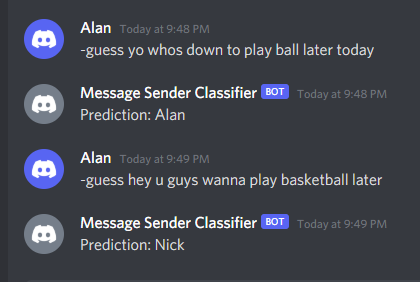 Alan Today at 9:48 PM
-guess yo whos down to play ball later today
Message Sender Classifier BOT Today at 9:48 PM
Prediction: Alan
Alan Today at 9:49 PM
-guess hey u guys wanna play basketball later
Message Sender Classifier BOT Today at 9:49 PM
Prediction: Nick